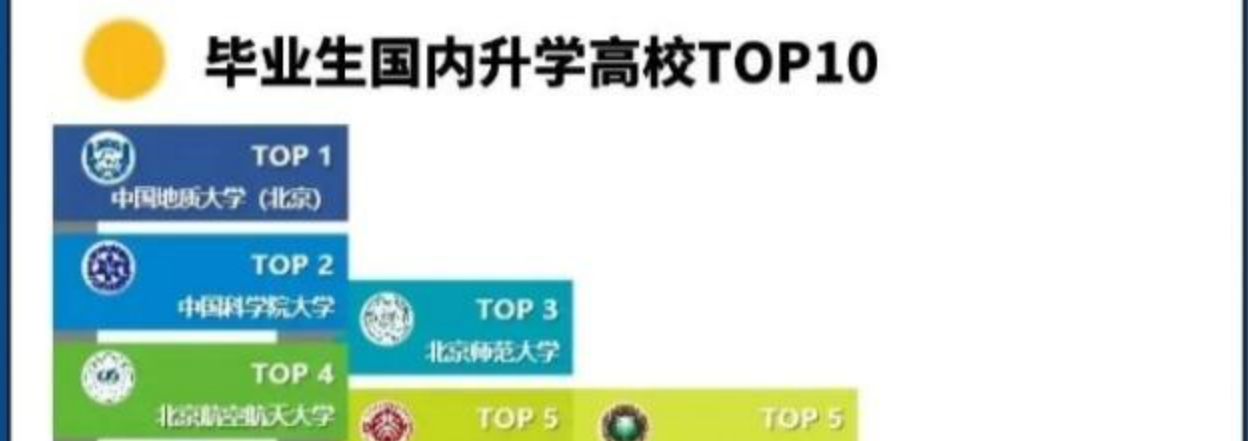 毕业生国内升学高校TOP10
TOP 1
中国地质大学（北京）
TOP 2
中国科学院大学
TOP 3
北京师范大学
TOP 4
北京航空航天大学
TOP 5
TOP 5